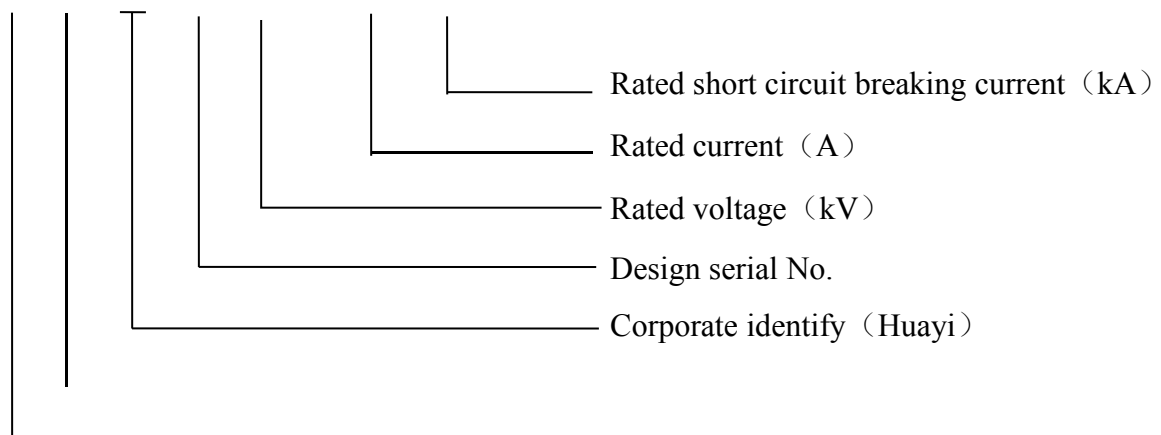 Rated short circuit breaking current（kA）
Rated current（A）
Rated voltage（kV）
Design serial No.
Corporate identify（Huayi）